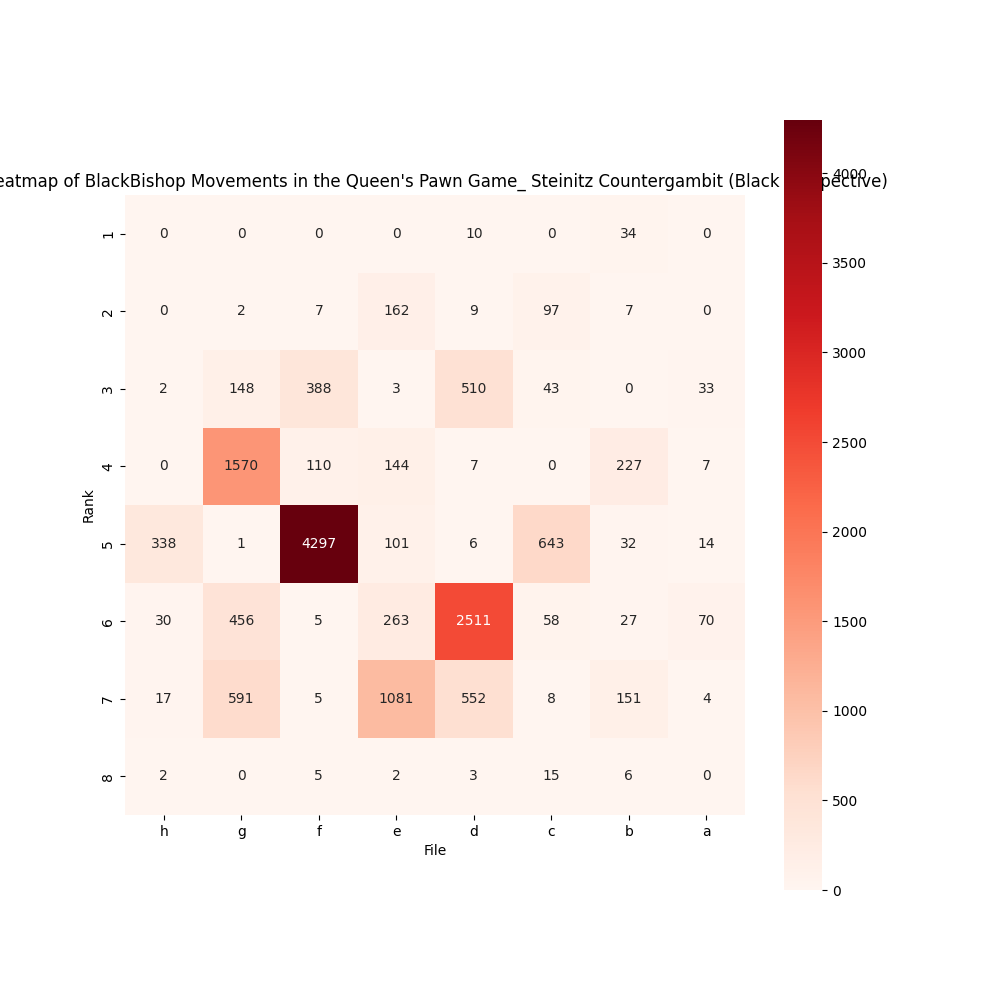 eatmap of BlackBishop Movements in the Queen's Pawn Game_ Steinitz Countergambit (Black pective)
4000
1 0 0 0 0 10 0 34 0
3500
2 0 2 7 162 9 97 7 0
3000
3 2 148 388 3 510 43 0 33
2500
4 0 1570 110 144 7 0 227 7
Rank
2000
5 338 1 4297 101 6 643 32 14
1500
6 30 456 5 263 2511 58 27 70
1000
7 17 591 5 1081 552 8 151 4
500
8 2 0 5 2 3 15 6 0
0
h g f e d c b a
File